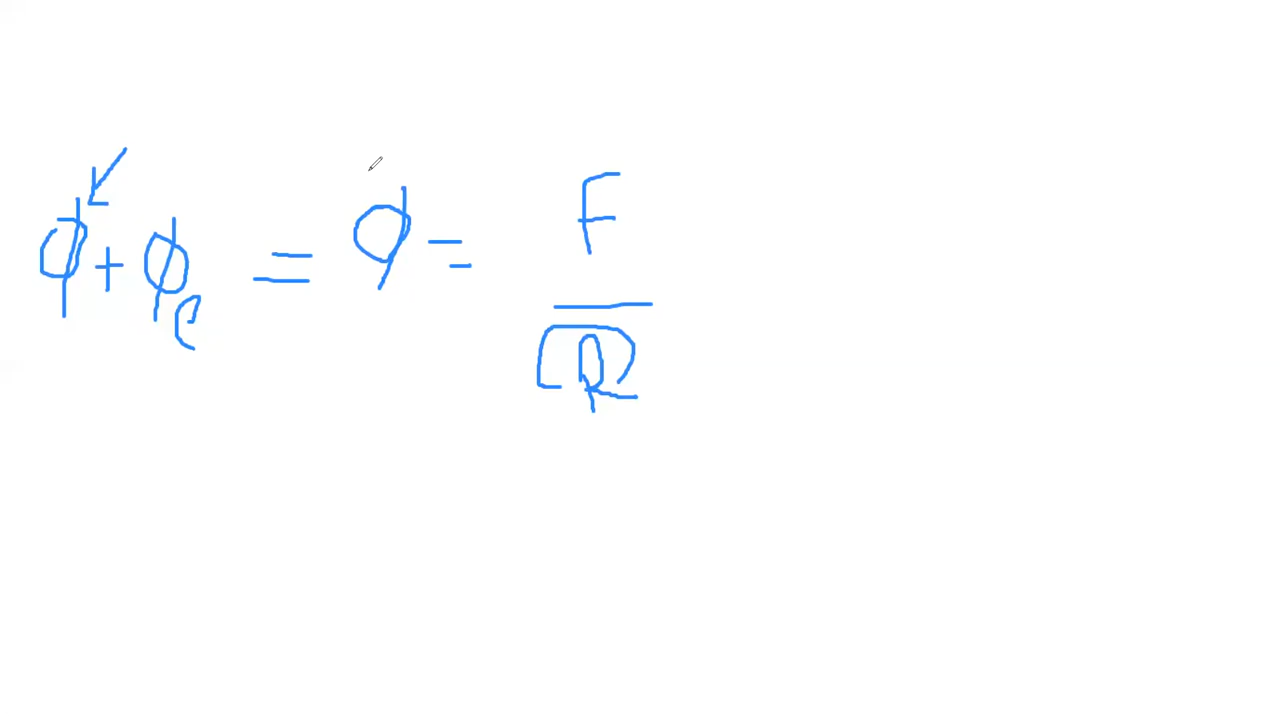 ϕ + ϕe = ϕ = F / R